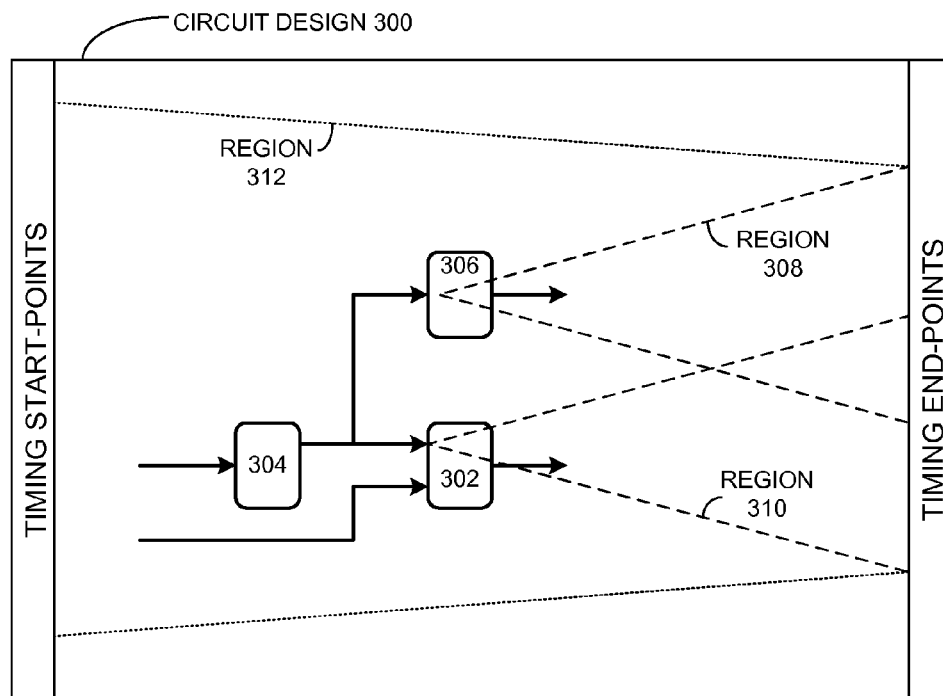 CIRCUIT DESIGN 300
TIMING START-POINTS
REGION
312
306
REGION
308
304
302
REGION
310
TIMING END-POINTS